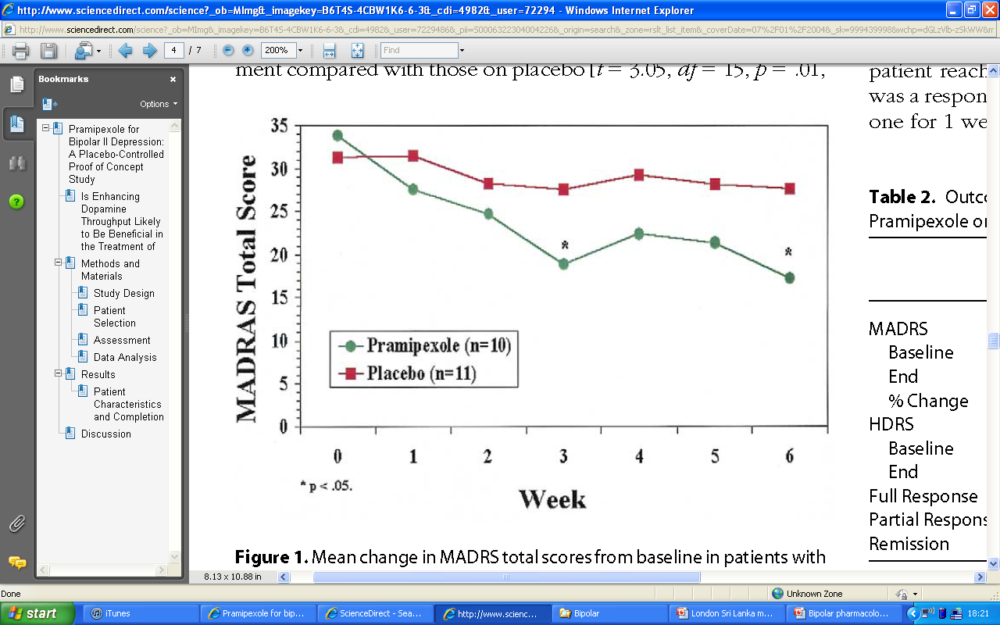 http://www.sciencedirect.com/science?_ob=MImg&_imagekey=B6T4S-4CBW1K6-6-3&_cdi=4982&_user=72294 - Windows Internet Explorer
http://www.sciencedirect.com/science?_ob=MImg&_imagekey=B6T4S-4CBW1K6-6-3&_cdi=4982&_user=7229486&_pii=S0006322304004226&_origin=search&_zone=rslt_list_item&_coverDate=07%2F01%2F2004&_sk=999439998&wchp=dGLzVlb-zSkWW&m
4 / 7
200%
Find
Bookmarks
Options
Pramipexole for
Bipolar II Depression:
A Placebo-Controlled
Proof of Concept
Study
Is Enhancing
Dopamine
Throughput Likely
to Be Beneficial in
the Treatment of
Methods and
Materials
Study Design
Patient
Selection
Assessment
Data Analysis
Results
Patient
Characteristics
and Completion
Discussion
ment compared with those on placebo [t = 3.05, df = 15, p = .01,
35
30
25
20
15
10
5
0
MADRAS Total Score
*
*
Pramipexole (n=10)
Placebo (n=11)
0 1 2 3 4 5 6
* p < .05.
Week
Figure 1. Mean change in MADRS total scores from baseline in patients with
patient reach
was a respon
one for 1 we
Table 2. Outco
Pramipexole or
MADRS
Baseline
End
% Change
HDRS
Baseline
End
Full Response
Partial Respons
Remission
8.13 x 10.88 in
Done
Unknown Zone
start
iTunes
Pramipexole for bip...
ScienceDirect - Sea...
http://www.scienc...
Bipolar
London Sri Lanka m...
Bipolar pharmacolo...
18:21